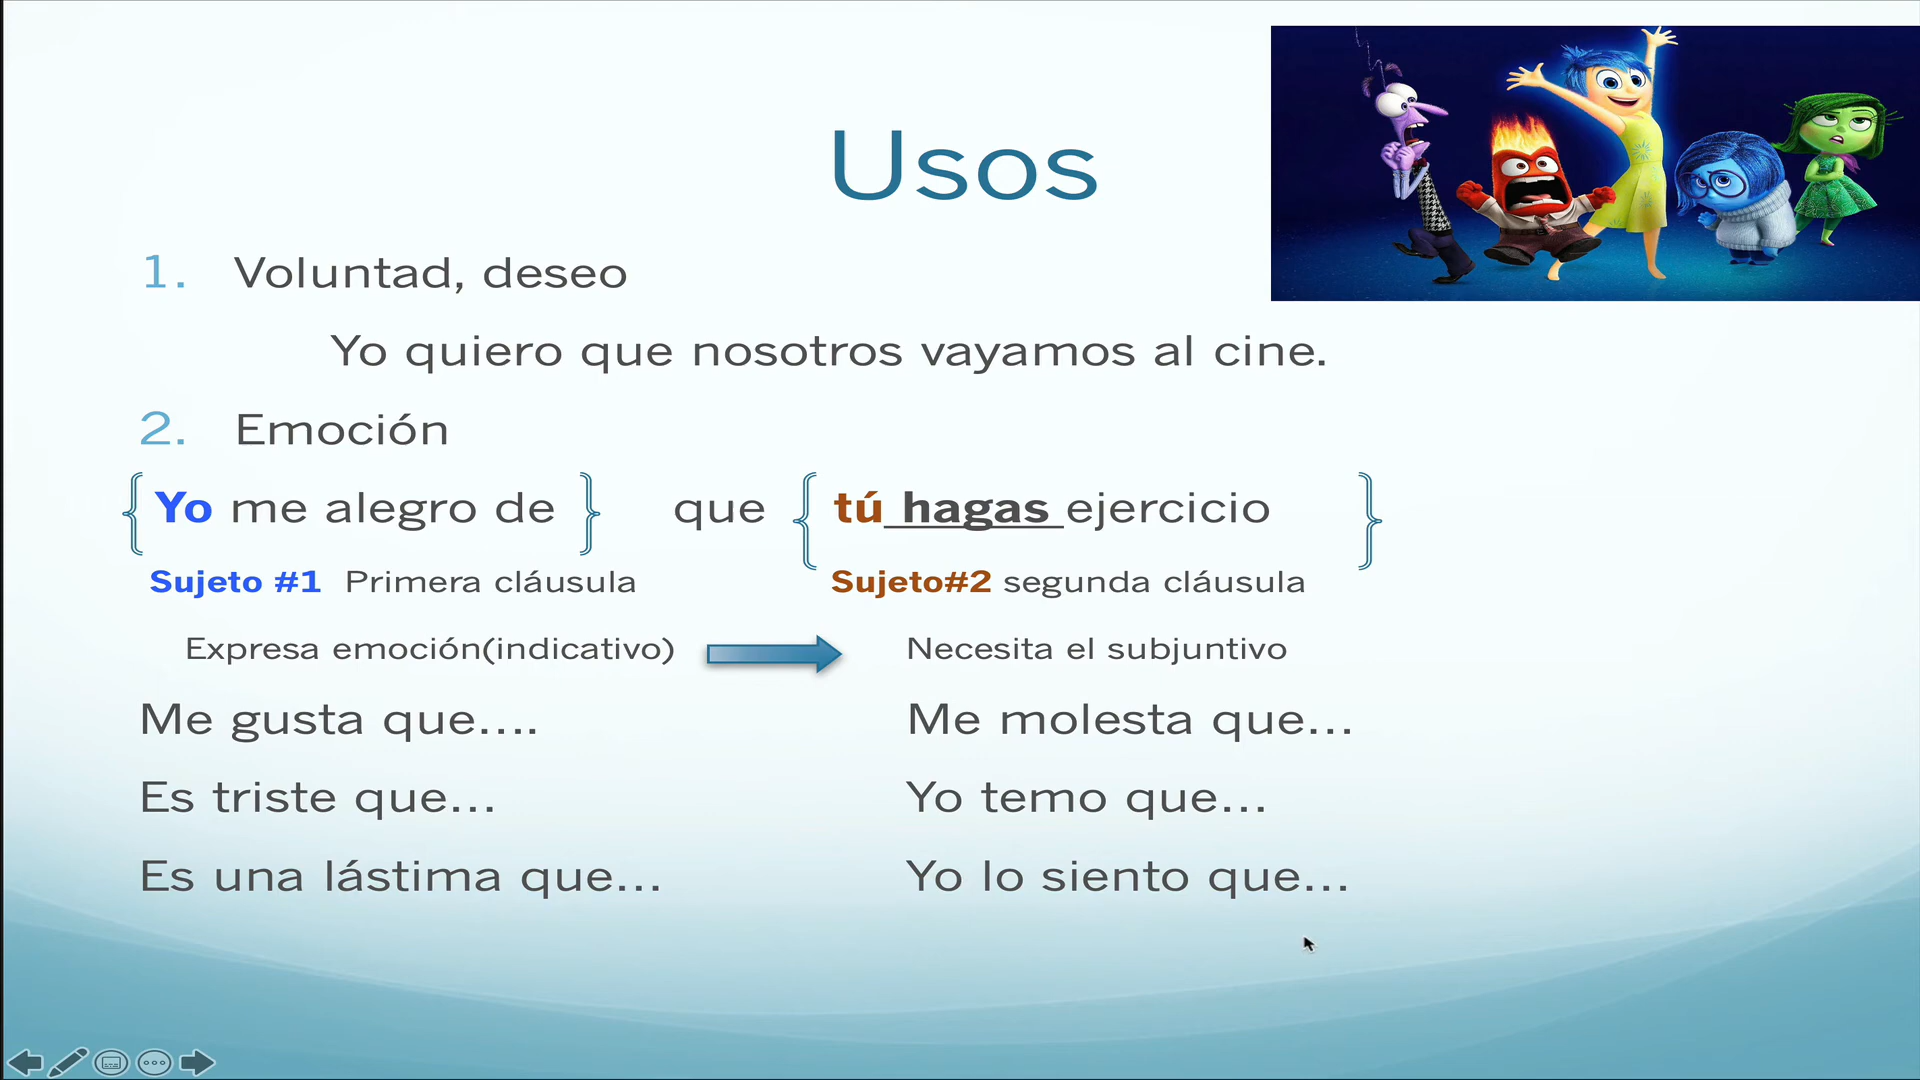 Usos
1. Voluntad, deseo
Yo quiero que nosotros vayamos al cine.
2. Emoción
Yo me alegro de que tú hagas ejercicio
Sujeto #1 Primera cláusula Sujeto#2 segunda cláusula
Expresa emoción(indicativo) Necesita el subjuntivo
Me gusta que.... Me molesta que...
Es triste que... Yo temo que...
Es una lástima que... Yo lo siento que...